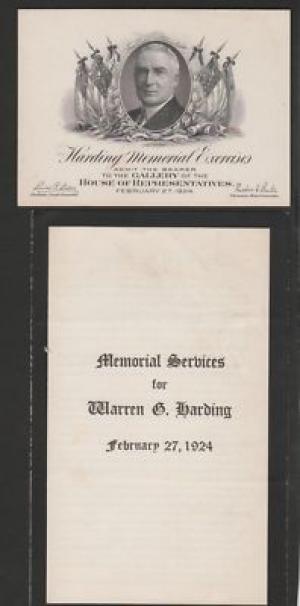 Harding Memorial Exercises
ADMIT THE BEARER
TO THE GALLERY OF THE
HOUSE OF REPRESENTATIVES.
FEBRUARY 27, 1924.
Memorial Services
for
Warren G. Harding
February 27, 1924